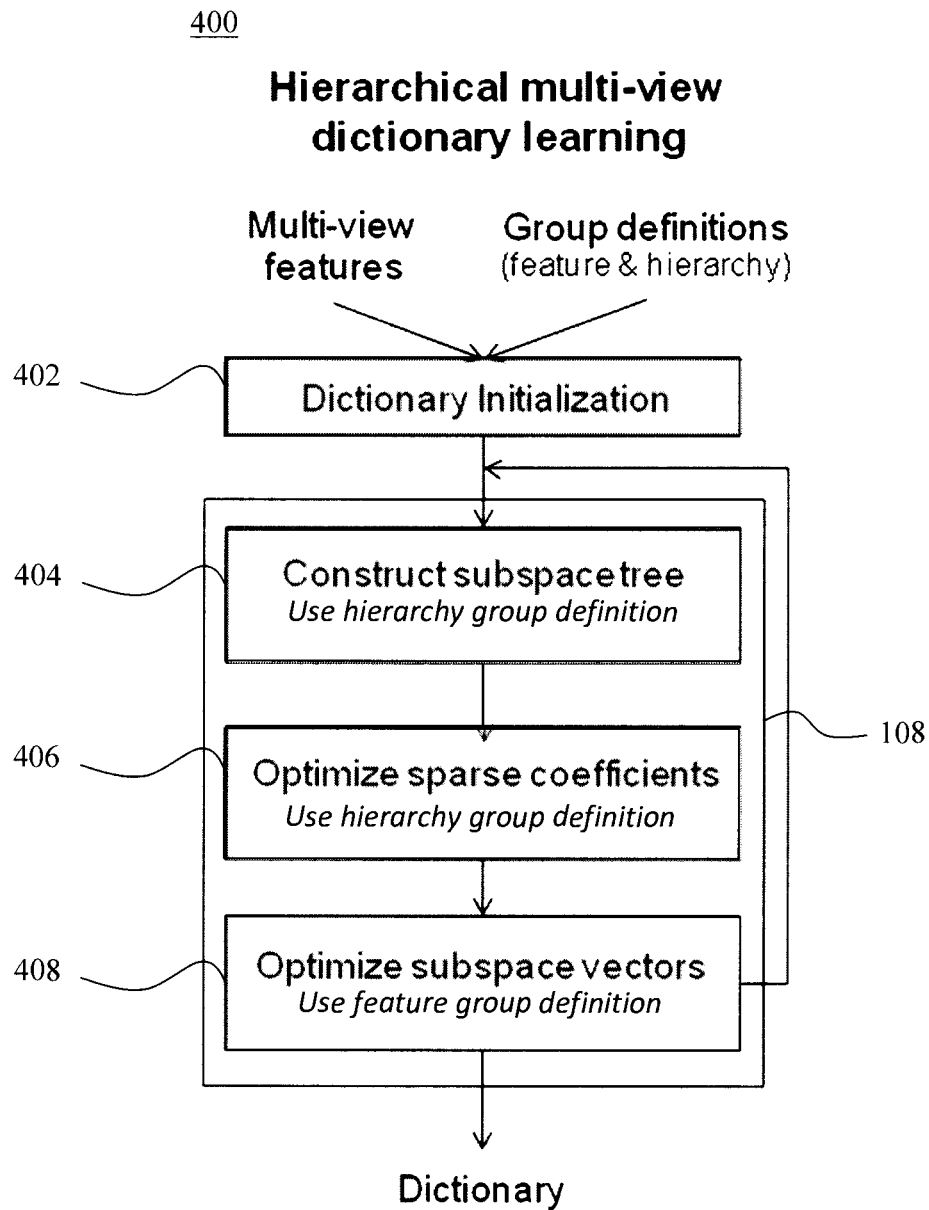 400
Hierarchical multi-view
dictionary learning
Multi-view
features
Group definitions
(feature & hierarchy)
402
Dictionary Initialization
404
Construct subspace tree
Use hierarchy group definition
406
Optimize sparse coefficients
Use hierarchy group definition
108
408
Optimize subspace vectors
Use feature group definition
Dictionary